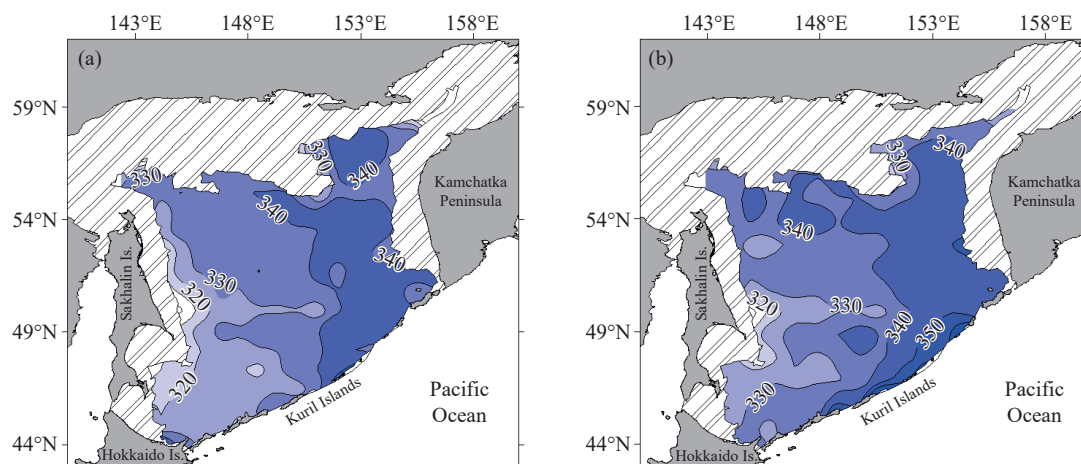 143°E 148°E 153°E 158°E
(a)
59°N
54°N
49°N
44°N
330
330
340
340
340
330
320
320
Kamchatka
Peninsula
Sakhalin Is.
Kuril Islands
Pacific
Ocean
Hokkaido Is.
143°E 148°E 153°E 158°E
(b)
59°N
54°N
49°N
44°N
330
340
340
320
330
340
350
330
Kamchatka
Peninsula
Sakhalin Is.
Kuril Islands
Pacific
Ocean
Hokkaido Is.